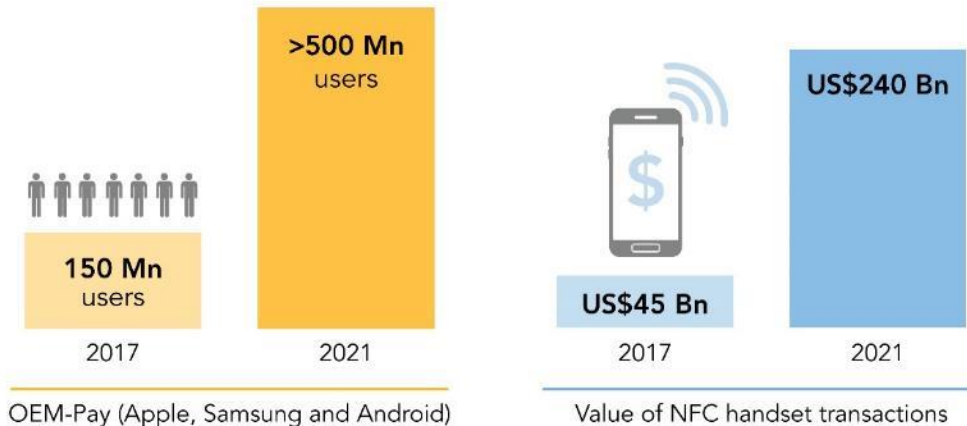 >500 Mn
users
150 Mn
users
2017
2021
OEM-Pay (Apple, Samsung and Android)
$
US$240 Bn
US$45 Bn
2017
2021
Value of NFC handset transactions